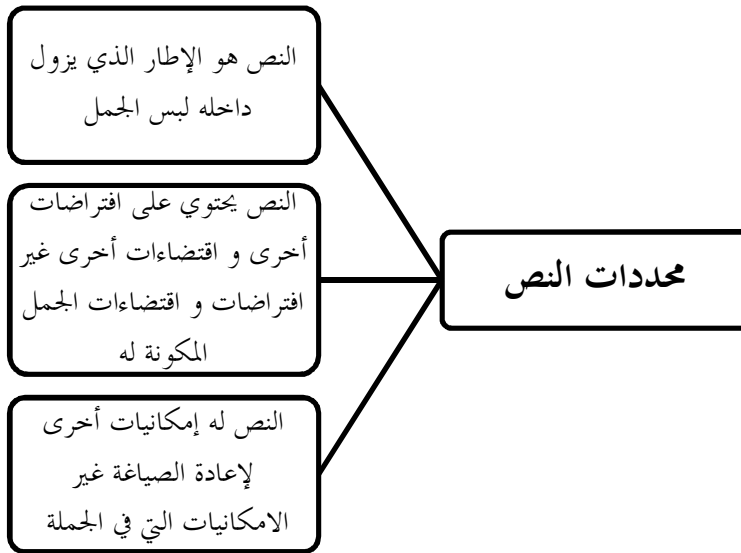 محددات النص
النص هو الإطار الذي يزول
داخله لبس الجمل
النص يحتوي على افتراضات
أخرى و اقتضاءات أخرى غير
افتراضات و اقتضاءات الجمل
المكونة له
النص له إمكانيات أخرى
لإعادة الصياغة غير
الامكانيات التي في الجملة